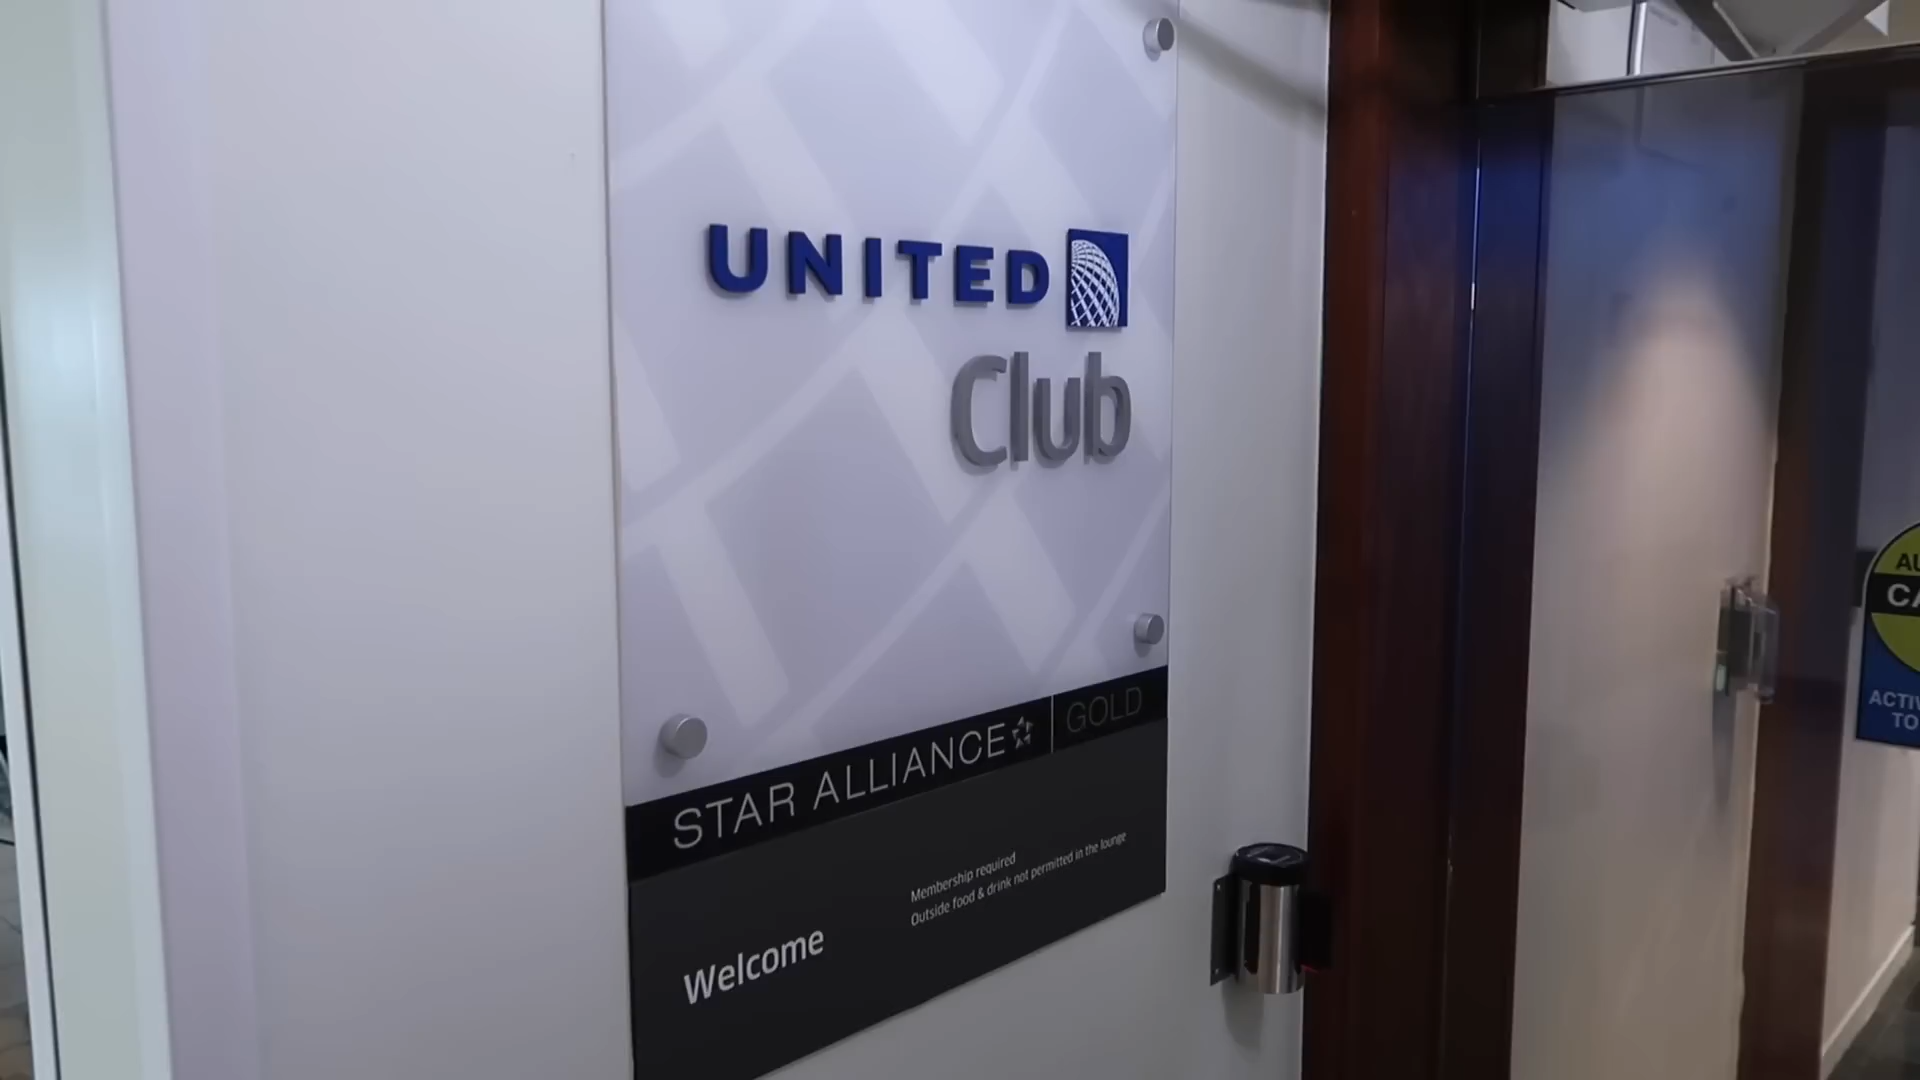 UNITED
Club
STAR ALLIANCE
GOLD
Membership required
Outside food & drink not permitted in the lounge
Welcome